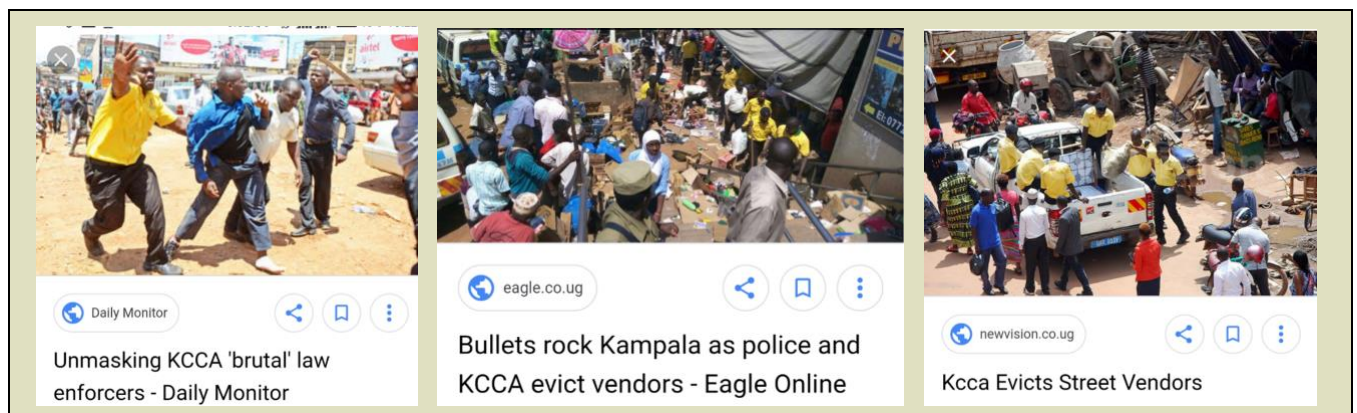 airtel
Daily Monitor
Unmasking KCCA 'brutal' law
enforcers - Daily Monitor
eagle.co.ug
Bullets rock Kampala as police and
KCCA evict vendors - Eagle Online
newvision.co.ug
Kcca Evicts Street Vendors